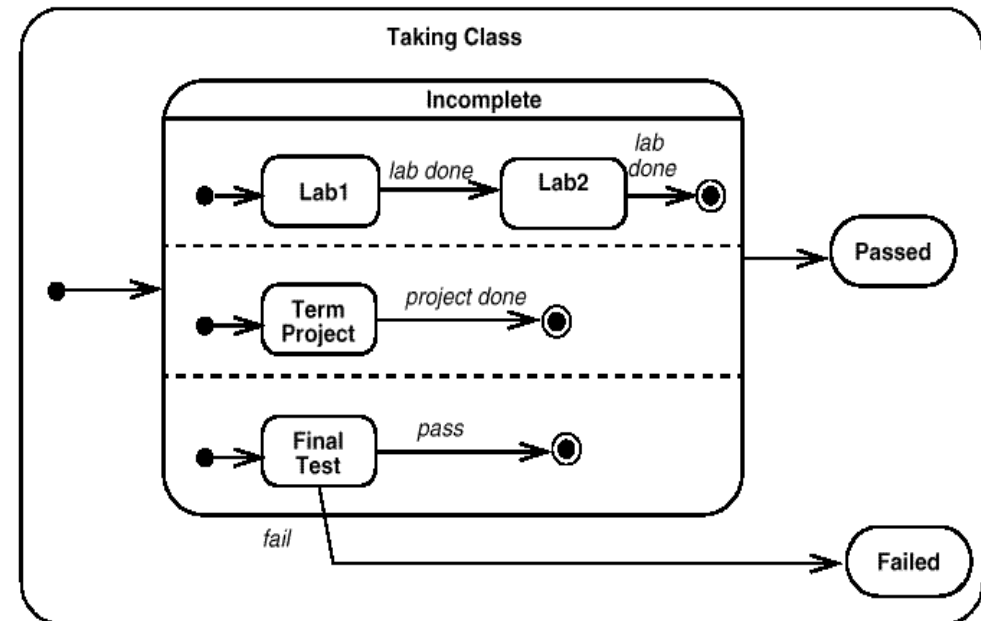 Taking Class
Incomplete
Lab1
lab done
Lab2
lab
done
Passed
Term
Project
project done
Final
Test
pass
fail
Failed